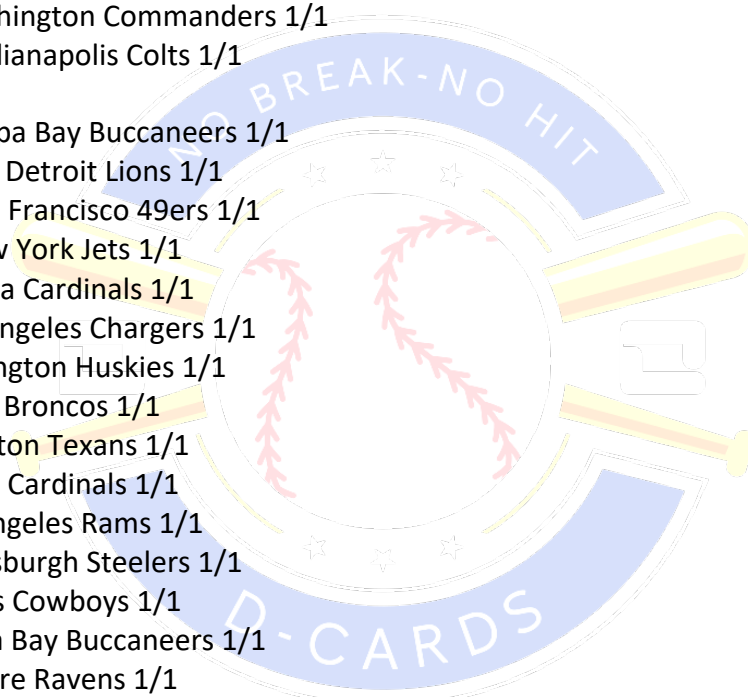 hington Commanders 1/1
dianapolis Colts 1/1
NO BREAK-NO HIT
pa Bay Buccaneers 1/1
Detroit Lions 1/1
Francisco 49ers 1/1
w York Jets 1/1
a Cardinals 1/1
ngeles Chargers 1/1
ngton Huskies 1/1
Broncos 1/1
ton Texans 1/1
Cardinals 1/1
ngeles Rams 1/1
sburgh Steelers 1/1
s Cowboys 1/1
n Bay Buccaneers 1/1
re Ravens 1/1
D-CARDS